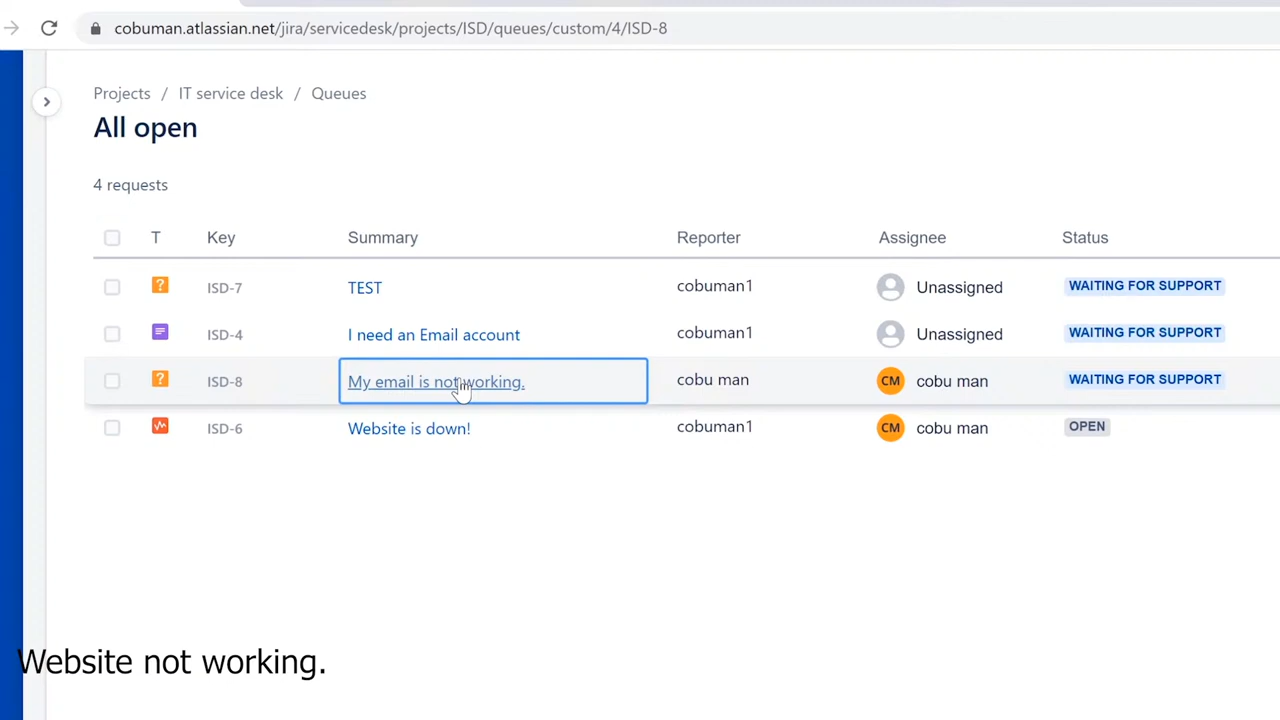 cobuman.atlassian.net/jira/servicedesk/projects/ISD/queues/custom/4/ISD-8
Projects / IT service desk / Queues
All open
4 requests
T Key Summary Reporter Assignee Status
? ISD-7 TEST cobuman1 Unassigned WAITING FOR SUPPORT
ISD-4 I need an Email account cobuman1 Unassigned WAITING FOR SUPPORT
? ISD-8 My email is not working. cobu man CM cobu man WAITING FOR SUPPORT
ISD-6 Website is down! cobuman1 CM cobu man OPEN
Website not working.